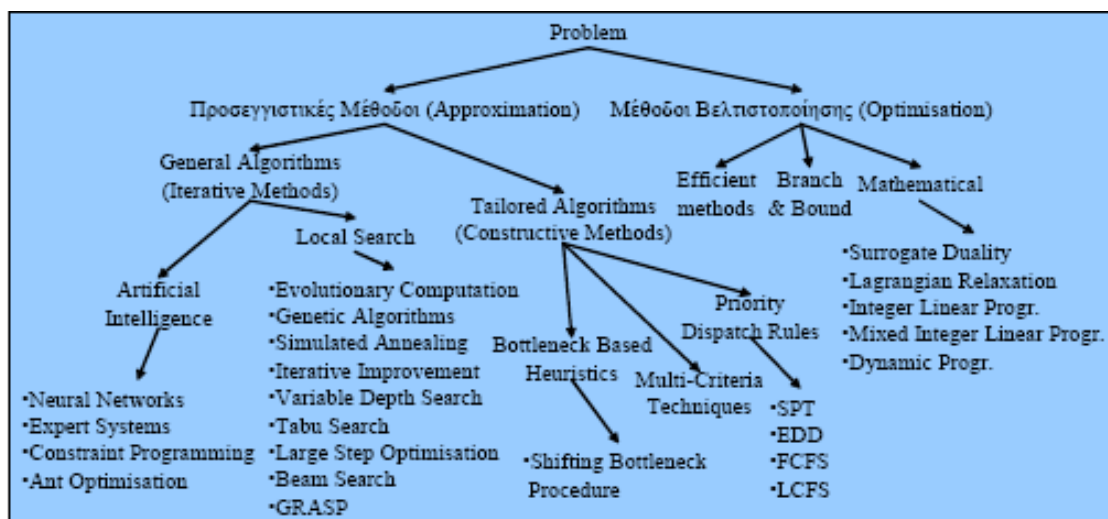 Problem
Προσεγγιστικές Μέθοδοι (Approximation)
Μέθοδοι Βελτιστοποίησης (Optimisation)
General Algorithms
(Iterative Methods)
Tailored Algorithms
(Constructive Methods)
Efficient
methods
Branch
& Bound
Mathematical
Local Search
Artificial
Intelligence
•Neural Networks
•Expert Systems
•Constraint Programming
•Ant Optimisation
•Evolutionary Computation
•Genetic Algorithms
•Simulated Annealing
•Iterative Improvement
•Variable Depth Search
•Tabu Search
•Large Step Optimisation
•Beam Search
•GRASP
Bottleneck Based
Heuristics
•Shifting Bottleneck
Procedure
Multi-Criteria
Techniques
Priority
Dispatch Rules
•SPT
•EDD
•FCFS
•LCFS
•Surrogate Duality
•Lagrangian Relaxation
•Integer Linear Progr.
•Mixed Integer Linear Progr.
•Dynamic Progr.